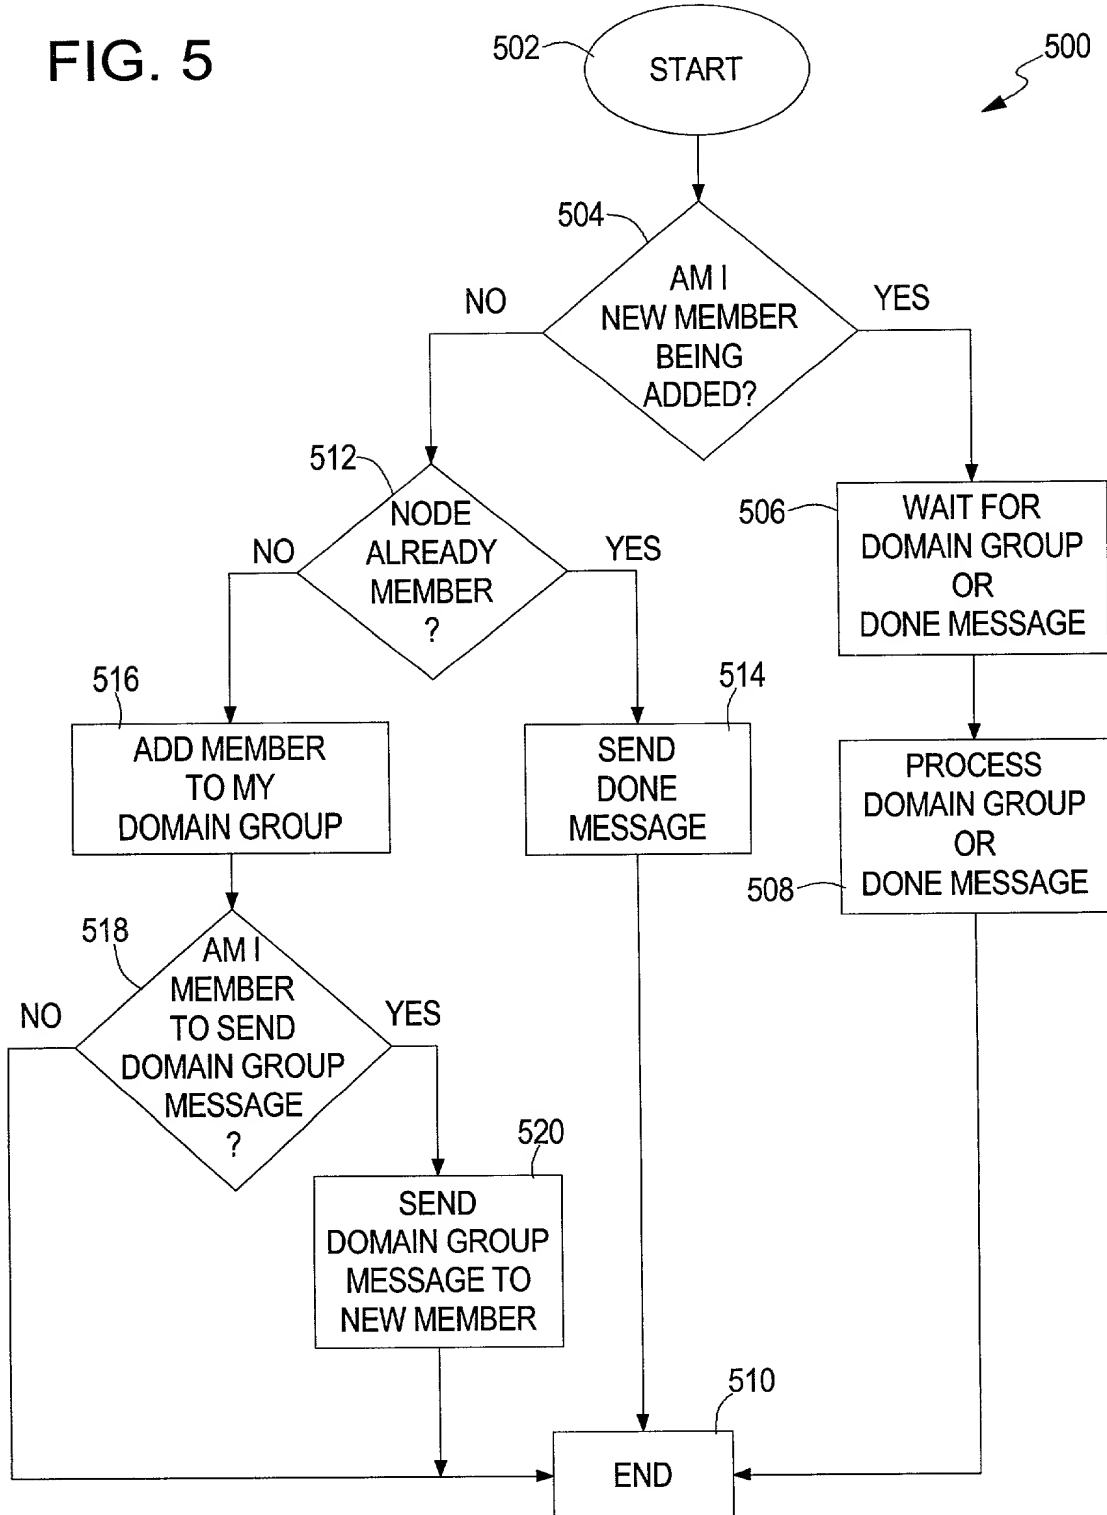 FIG. 5
502
START
500
504
AM I
NEW MEMBER
BEING
ADDED?
NO
YES
512
NODE
ALREADY
MEMBER
?
NO
YES
506
WAIT FOR
DOMAIN GROUP
OR
DONE MESSAGE
516
ADD MEMBER
TO MY
DOMAIN GROUP
514
SEND
DONE
MESSAGE
508
PROCESS
DOMAIN GROUP
OR
DONE MESSAGE
518
AM I
MEMBER
TO SEND
DOMAIN GROUP
MESSAGE
?
NO
YES
520
SEND
DOMAIN GROUP
MESSAGE TO
NEW MEMBER
510
END